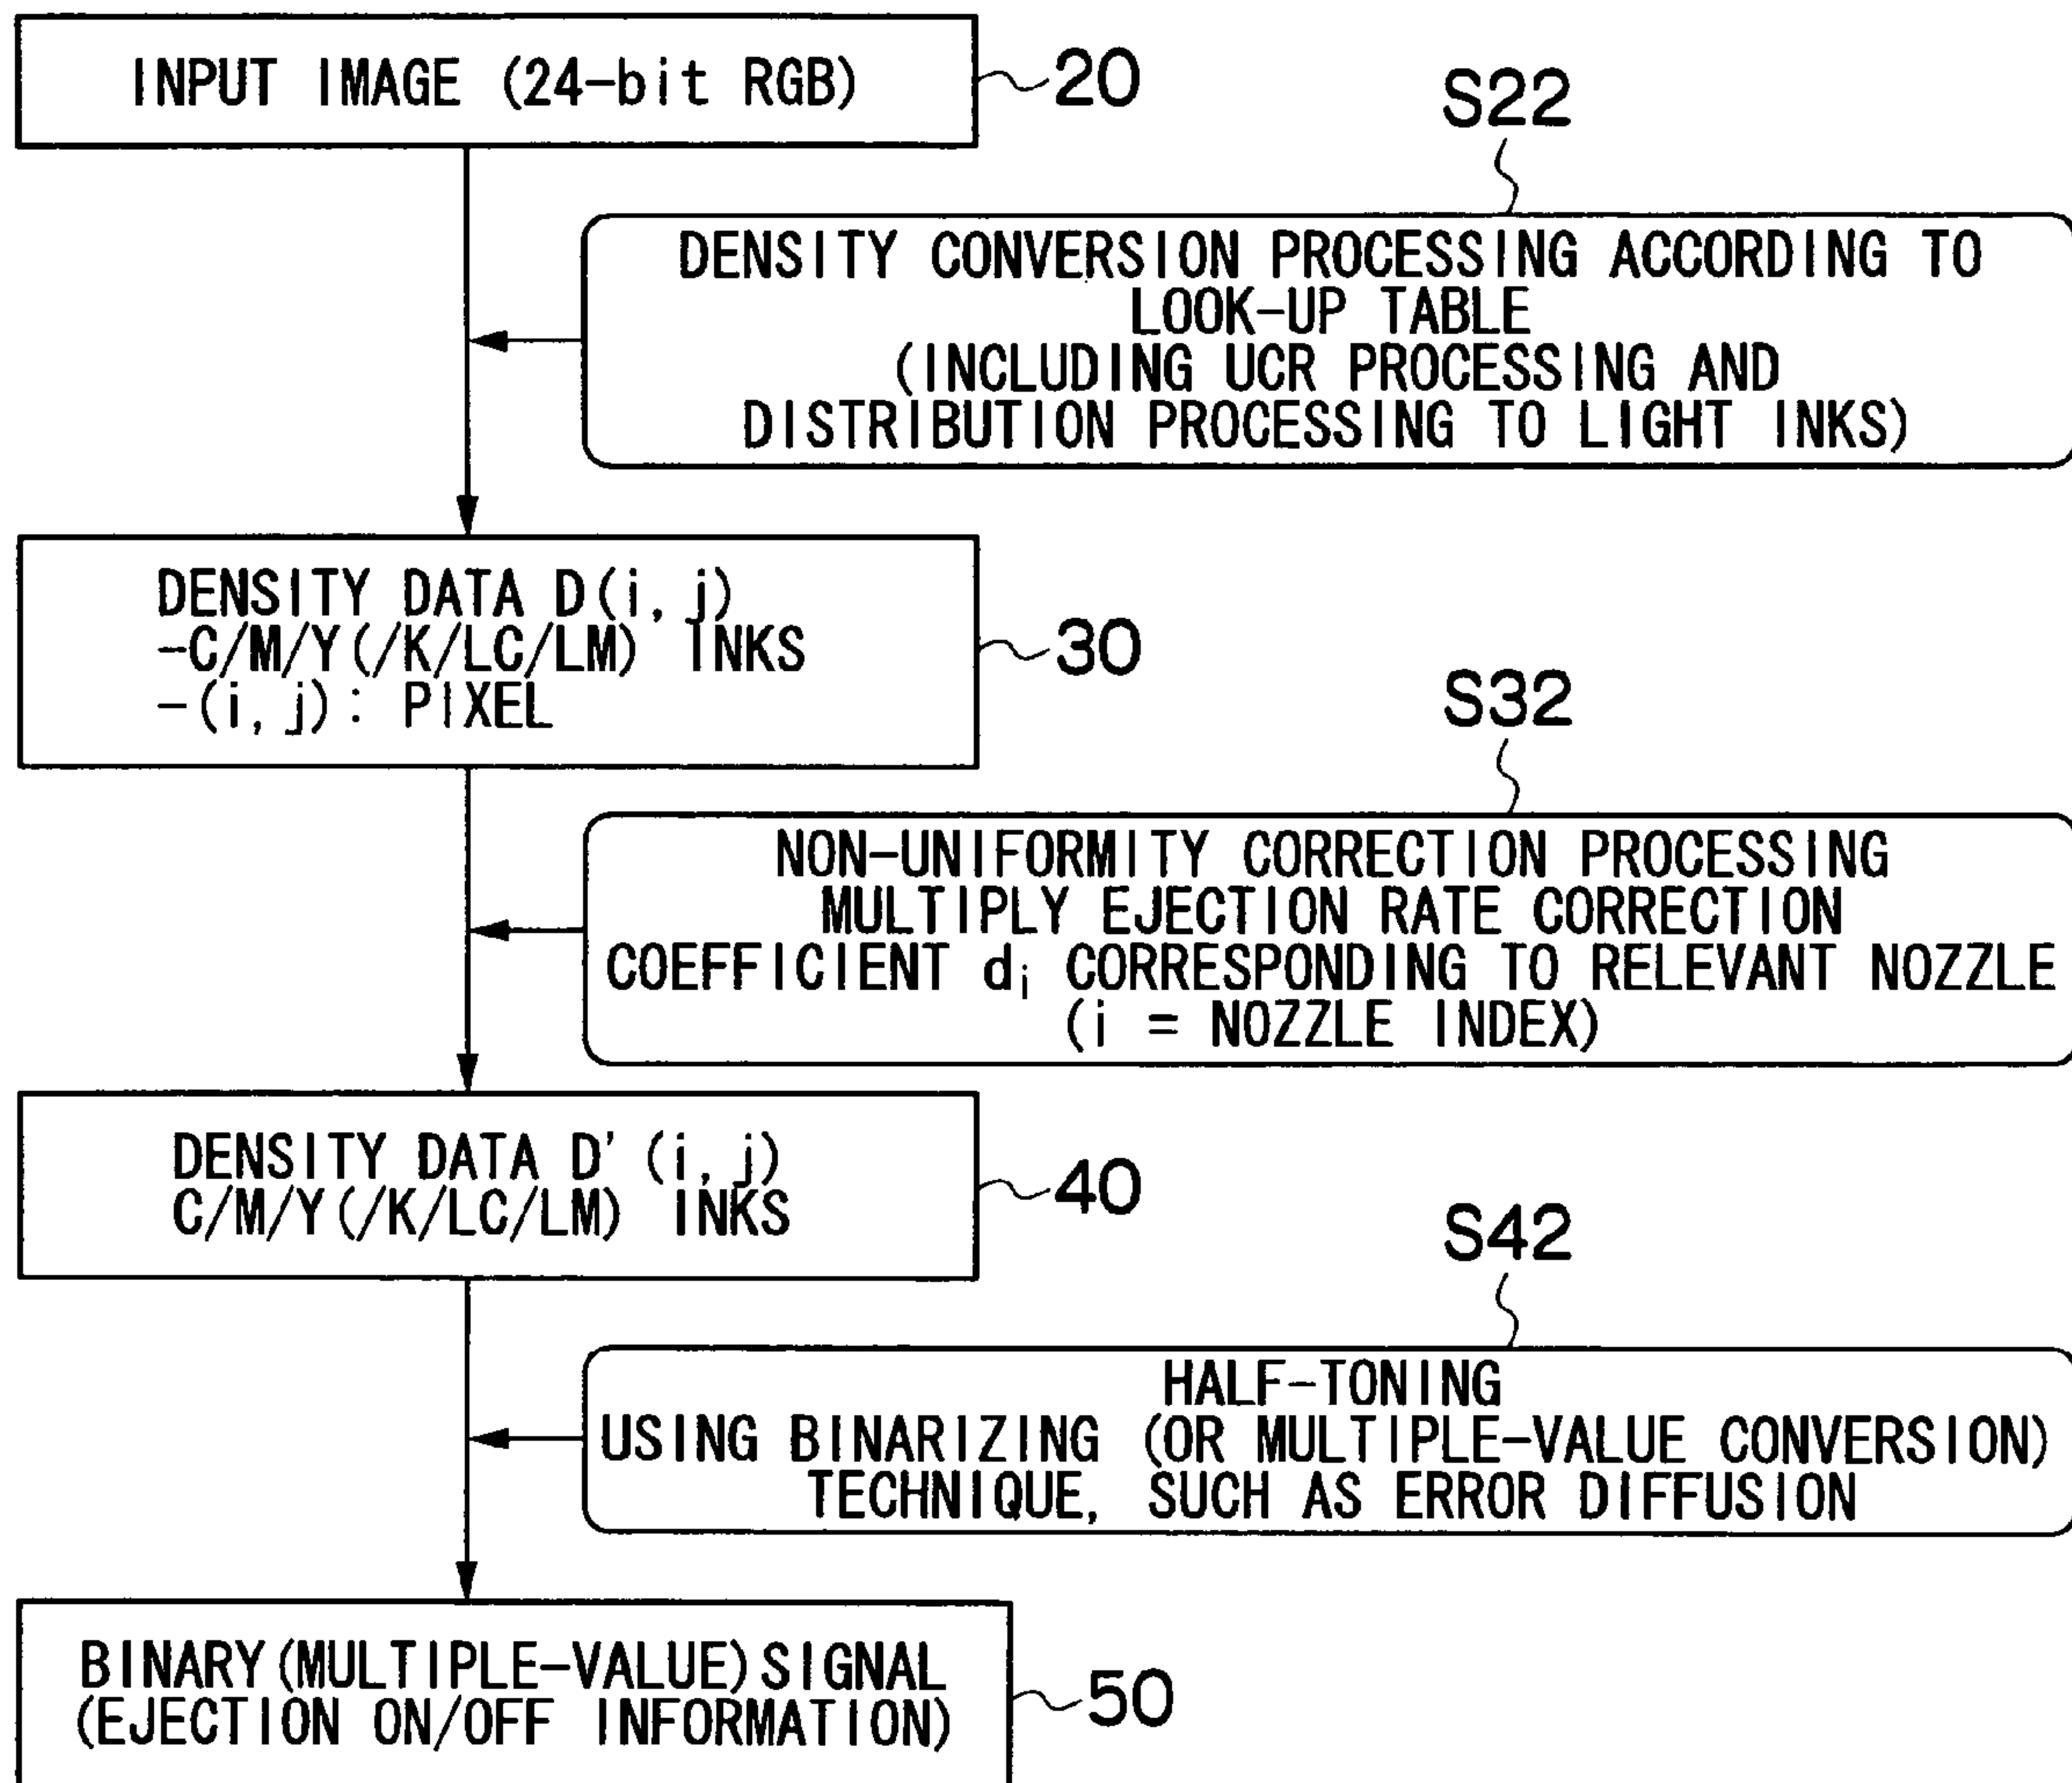 INPUT IMAGE (24-bit RGB)
20
S22
DENSITY CONVERSION PROCESSING ACCORDING TO
LOOK-UP TABLE
(INCLUDING UCR PROCESSING AND
DISTRIBUTION PROCESSING TO LIGHT INKS)
DENSITY DATA D(i, j)
-C/M/Y(/K/LC/LM) INKS
-(i, j): PIXEL
30
S32
NON-UNIFORMITY CORRECTION PROCESSING
MULTIPLY EJECTION RATE CORRECTION
COEFFICIENT di CORRESPONDING TO RELEVANT NOZZLE
(i = NOZZLE INDEX)
DENSITY DATA D'(i, j)
C/M/Y(/K/LC/LM) INKS
40
S42
HALF-TONING
USING BINARIZING (OR MULTIPLE-VALUE CONVERSION)
TECHNIQUE, SUCH AS ERROR DIFFUSION
BINARY(MULTIPLE-VALUE)SIGNAL
(EJECTION ON/OFF INFORMATION)
50